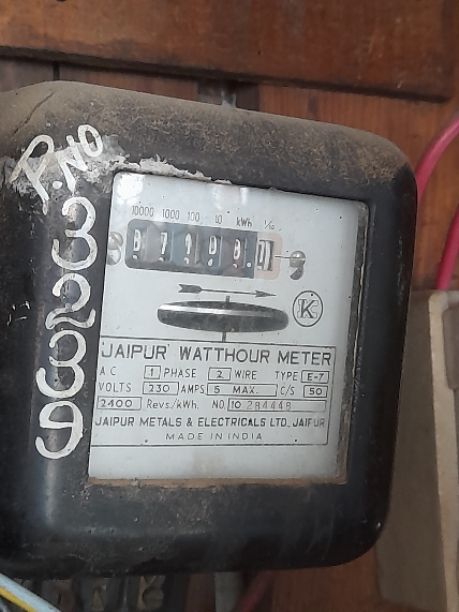 P.NO
33239
10000 1000 100 10 kWh 1/10
K
'JAIPUR' WATTHOUR METER
A C 1 PHASE 2 WIRE TYPE E-7
VOLTS 230 AMPS 5 MAX. C/S 50
2400 Revs./kWh. NO. 10 284448
JAIPUR METALS & ELECTRICALS LTD. JAIPUR
MADE IN INDIA